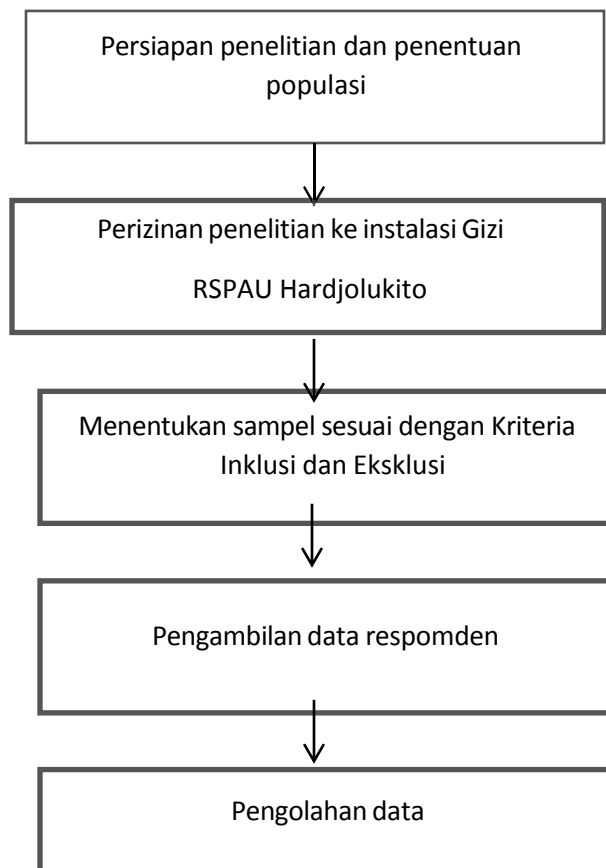 Persiapan penelitian dan penentuan
populasi
Perizinan penelitian ke instalasi Gizi
RSPAU Hardjolukito
Menentukan sampel sesuai dengan Kriteria
Inklusi dan Eksklusi
Pengambilan data respomden
Pengolahan data